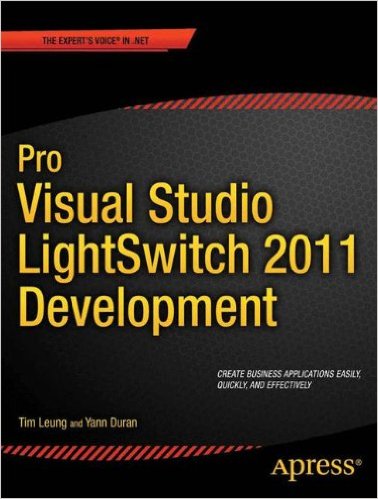 THE EXPERT'S VOICE® IN .NET
Pro
Visual Studio
LightSwitch 2011
Development
CREATE BUSINESS APPLICATIONS EASILY,
QUICKLY, AND EFFECTIVELY
Tim Leung and Yann Duran
Apress®